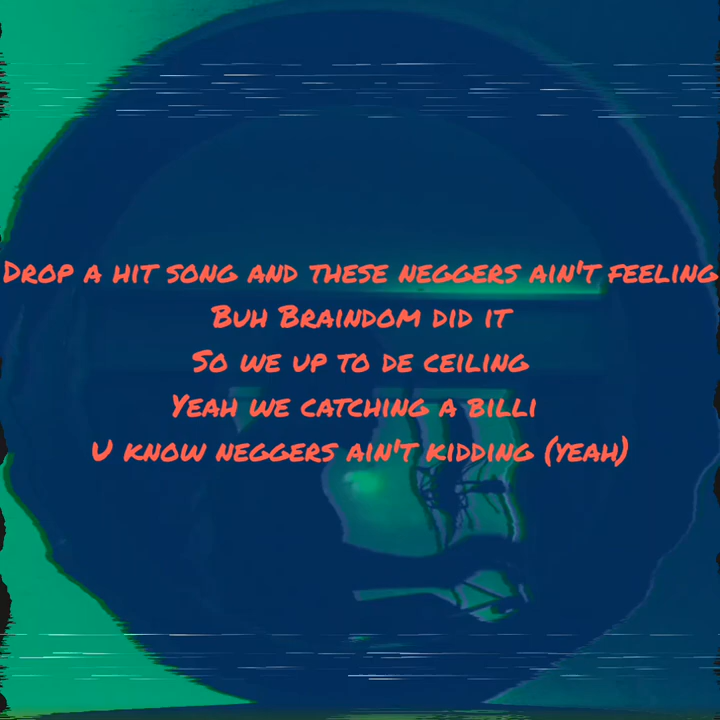 Drop a hit song and these neggers ain't feeling
Buh Braindom did it
So we up to de ceiling
Yeah we catching a billi
U know neggers ain't kidding (yeah)